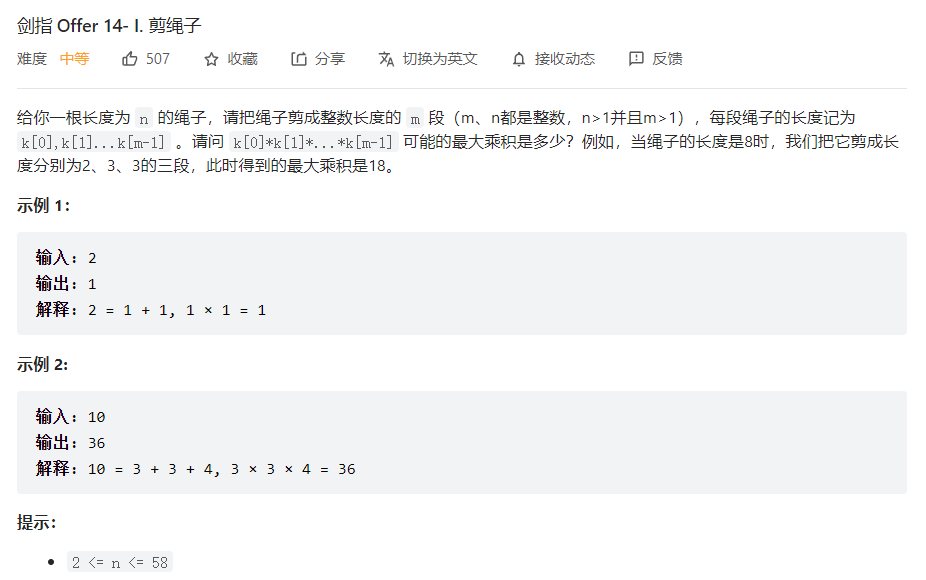 剑指 Offer 14- I. 剪绳子
难度 中等 507 收藏 分享 切换为英文 接收动态 反馈
给你一根长度为 n 的绳子，请把绳子剪成整数长度的 m 段（m、n都是整数，n>1并且m>1），每段绳子的长度记为
k[0],k[1]...k[m-1] 。请问 k[0]*k[1]*...*k[m-1] 可能的最大乘积是多少？例如，当绳子的长度是8时，我们把它剪成长
度分别为2、3、3的三段，此时得到的最大乘积是18。
示例 1：
输入: 2
输出: 1
解释: 2 = 1 + 1, 1 × 1 = 1
示例 2:
输入: 10
输出: 36
解释: 10 = 3 + 3 + 4, 3 × 3 × 4 = 36
提示：
• 2 <= n <= 58